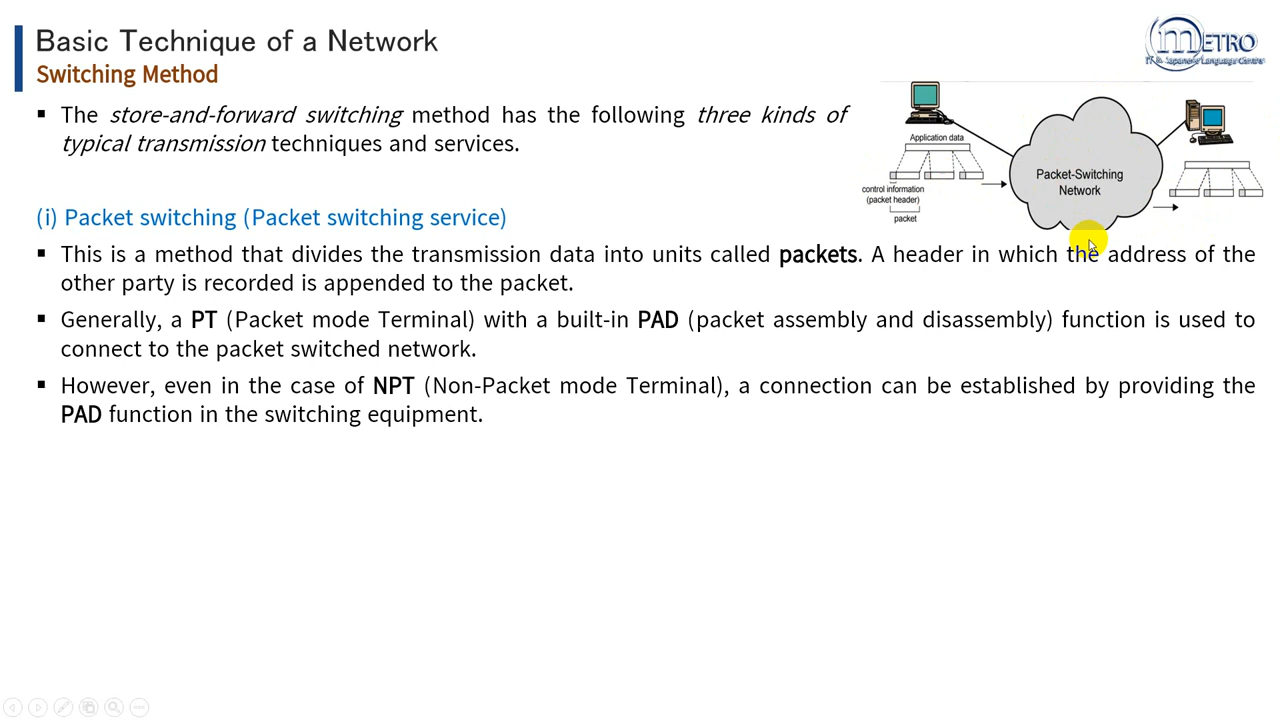 Basic Technique of a Network
METRO
IT & Japanese Language Centre
Switching Method
▪ The store-and-forward switching method has the following three kinds of
typical transmission techniques and services.
Application data
control information
(packet header)
packet
Packet-Switching
Network
(i) Packet switching (Packet switching service)
▪ This is a method that divides the transmission data into units called packets. A header in which the address of the
other party is recorded is appended to the packet.
▪ Generally, a PT (Packet mode Terminal) with a built-in PAD (packet assembly and disassembly) function is used to
connect to the packet switched network.
▪ However, even in the case of NPT (Non-Packet mode Terminal), a connection can be established by providing the
PAD function in the switching equipment.